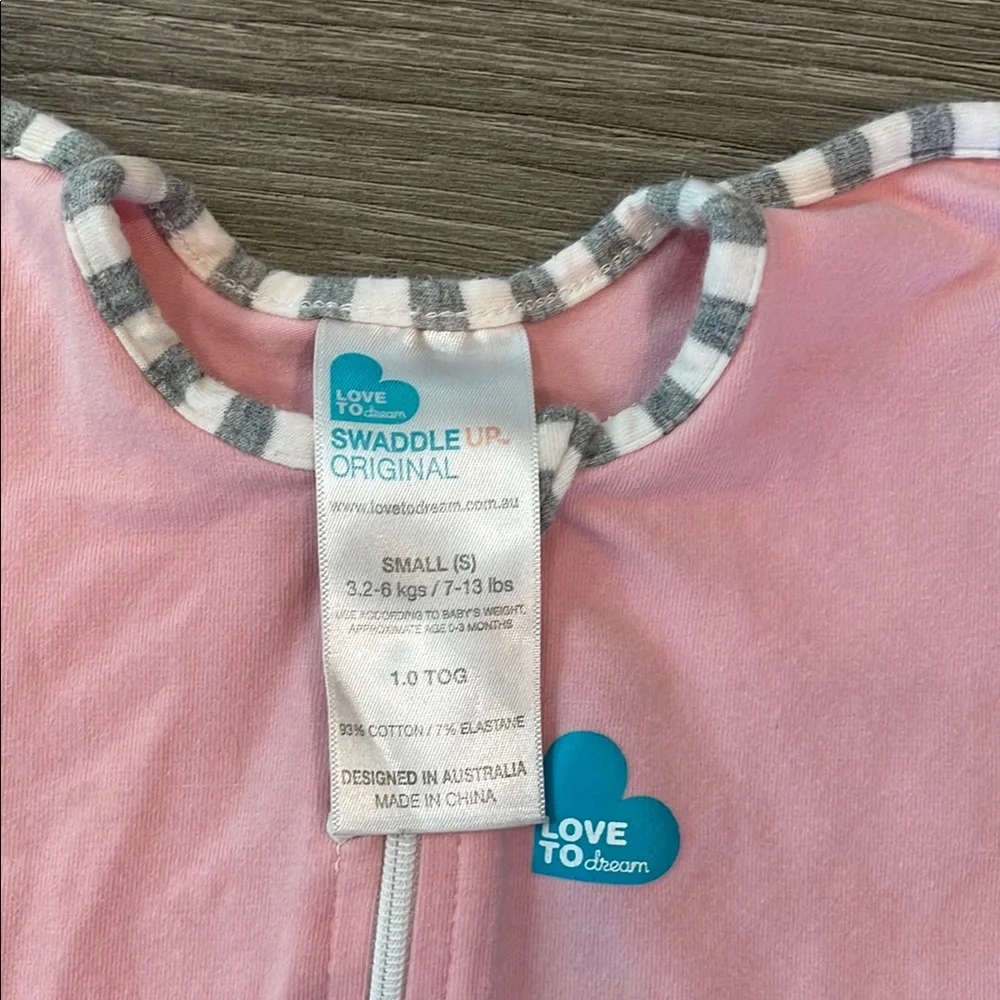 LOVE
TO dream
SWADDLE UP™
ORIGINAL
www.lovetodream.com.au
SMALL (S)
3.2-6 kgs / 7-13 lbs
USE ACCORDING TO BABY'S WEIGHT,
APPROXIMATE AGE 0-3 MONTHS
1.0 TOG
93% COTTON / 7% ELASTANE
DESIGNED IN AUSTRALIA
MADE IN CHINA
LOVE
TO dream